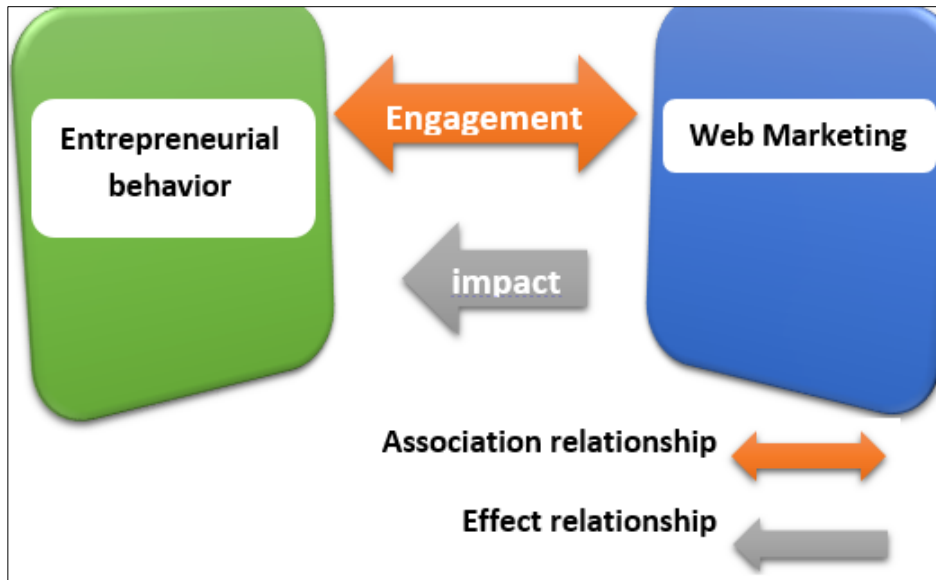 Entrepreneurial
behavior
Engagement
Web Marketing
impact
Association relationship
Effect relationship